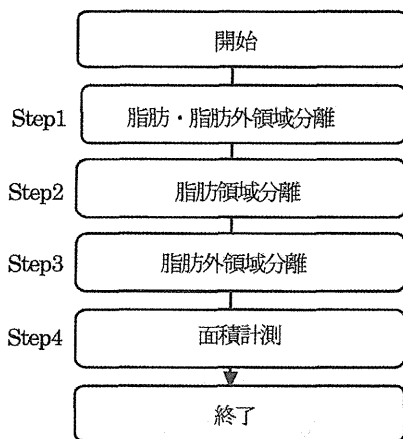 開始
Step1 脂肪・脂肪外領域分離
Step2 脂肪領域分離
Step3 脂肪外領域分離
Step4 面積計測
終了